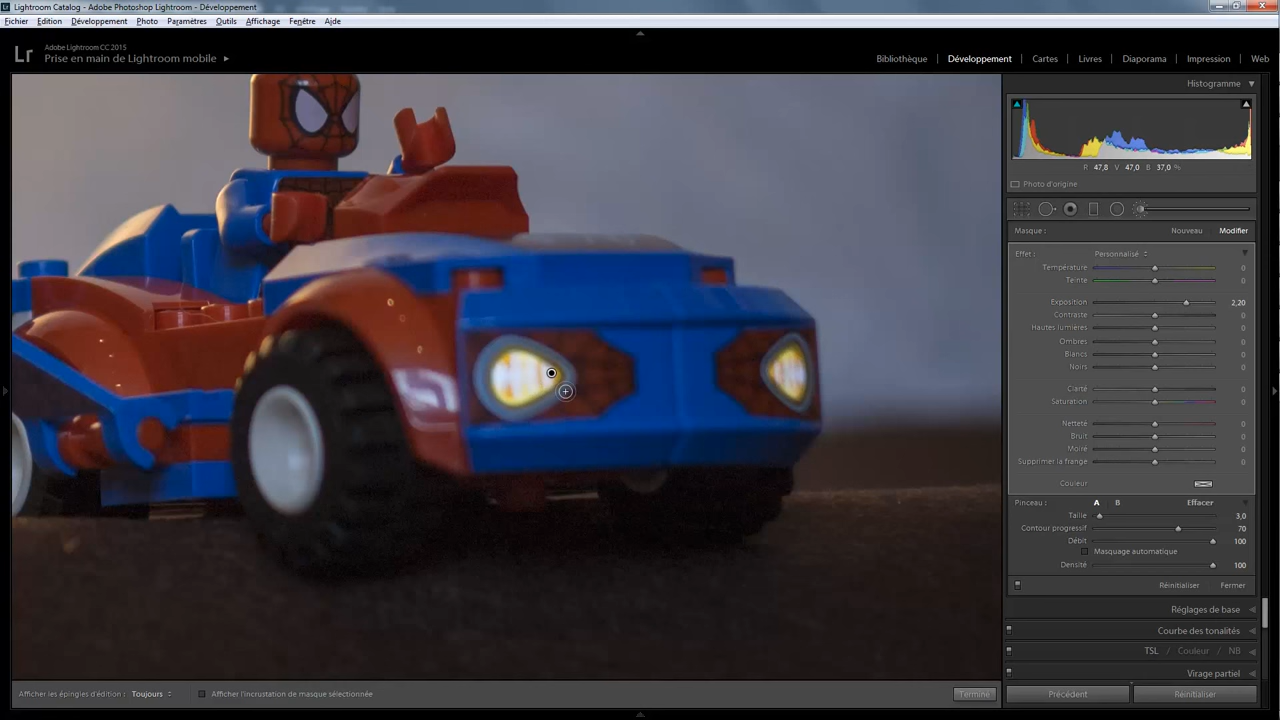 Lightroom Catalog - Adobe Photoshop Lightroom - Développement
Fichier Edition Développement Photo Paramètres Outils Affichage Fenêtre Aide
Lr
Adobe Lightroom CC 2015
Prise en main de Lightroom mobile
Bibliothèque Développement Cartes Livres Diaporama Impression Web
Histogramme
R 47,8 V 47,0 B 37,0 %
Photo d'origine
Masque : Nouveau Modifier
Effet : Personnalisé
Température 0
Teinte 0
Exposition 2,20
Contraste 0
Hautes lumières 0
Ombres 0
Blancs 0
Noirs 0
Clarté 0
Saturation 0
Netteté 0
Bruit 0
Moiré 0
Supprimer la frange 0
Couleur
Pinceau : A B Effacer
Taille 3,0
Contour progressif 70
Débit 100
Masquage automatique
Densité 100
Réinitialiser Fermer
Réglages de base
Courbe des tonalités
TSL / Couleur / NB
Virage partiel
Afficher les épingles d'édition : Toujours Afficher l'incrustation de masque sélectionnée Terminé
Précédent Réinitialiser